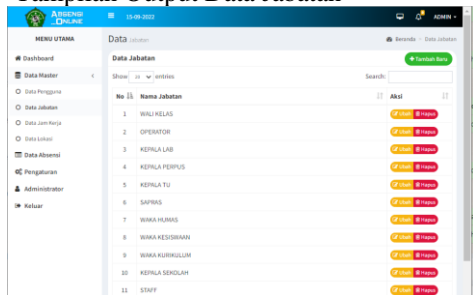 Tampilan Output Data Jabatan
ABSENSI
ONLINE
15-09-2022
ADMIN
MENU UTAMA
Data Jabatan
Beranda
Data Jabatan
Dashboard
Data Master
Data Pengguna
Data Jabatan
Data Jam Kerja
Data Lokasi
Data Absensi
Pengaturan
Administrator
Keluar
Data Jabatan
+Tambah Baru
Show entries
Search:
No Nama Jabatan Aksi
1 WALI KELAS Ubah Hapus
2 OPERATOR Ubah Hapus
3 KEPALA LAB Ubah Hapus
4 KEPALA PERPUS Ubah Hapus
5 KEPALA TU Ubah Hapus
6 SAPRAS Ubah Hapus
7 WAKA HUMAS Ubah Hapus
8 WAKA KESISWAAN Ubah Hapus
9 WAKA KURIKULUM Ubah Hapus
10 KEPALA SEKOLAH Ubah Hapus
11 STAFF Ubah Hapus